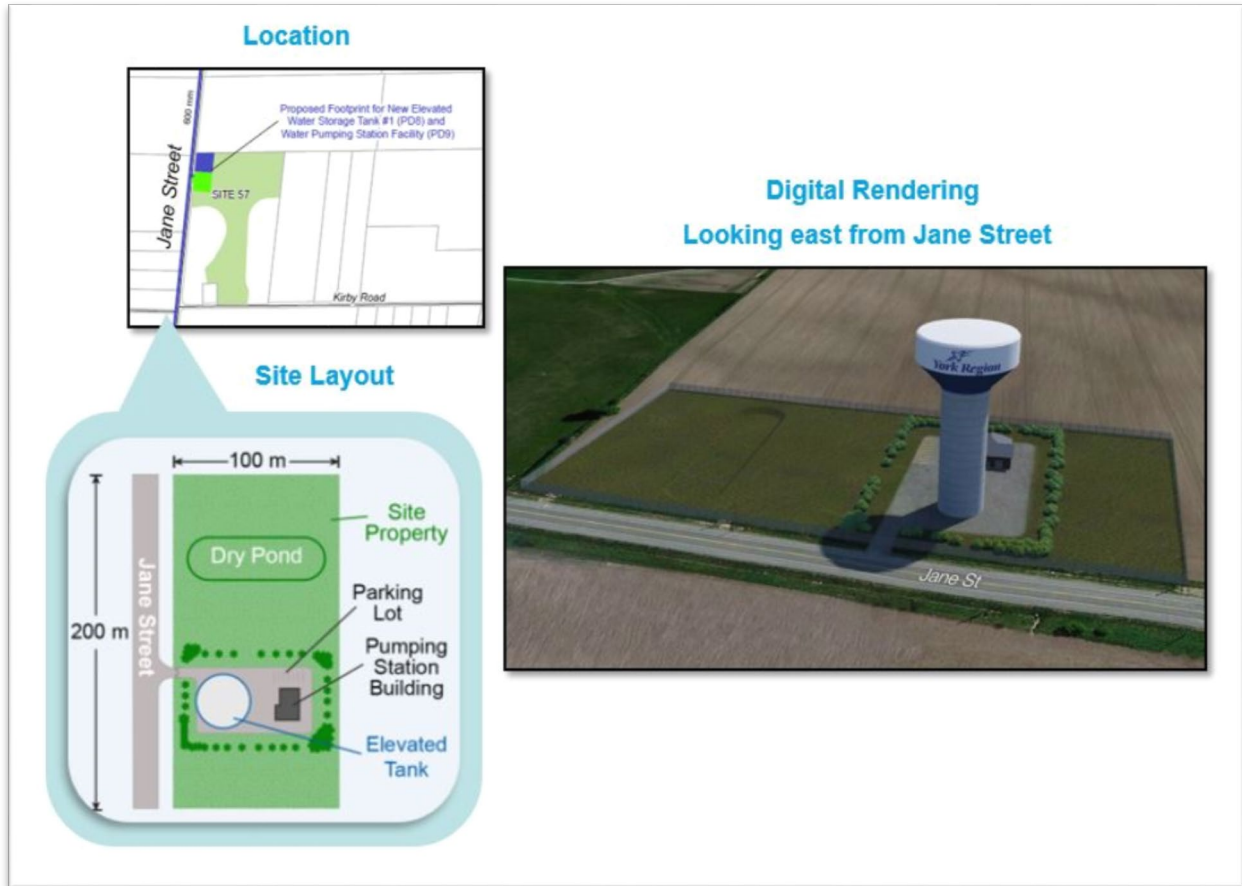 Location
600 mm
Proposed Footprint for New Elevated
Water Storage Tank #1 (PD8) and
Water Pumping Station Facility (PD9)
Jane Street
SITE 57
Kirby Road
Digital Rendering
Looking east from Jane Street
York Region
Jane St
Site Layout
100 m
200 m
Jane Street
Dry Pond
Site
Property
Parking
Lot
Pumping
Station
Building
Elevated
Tank